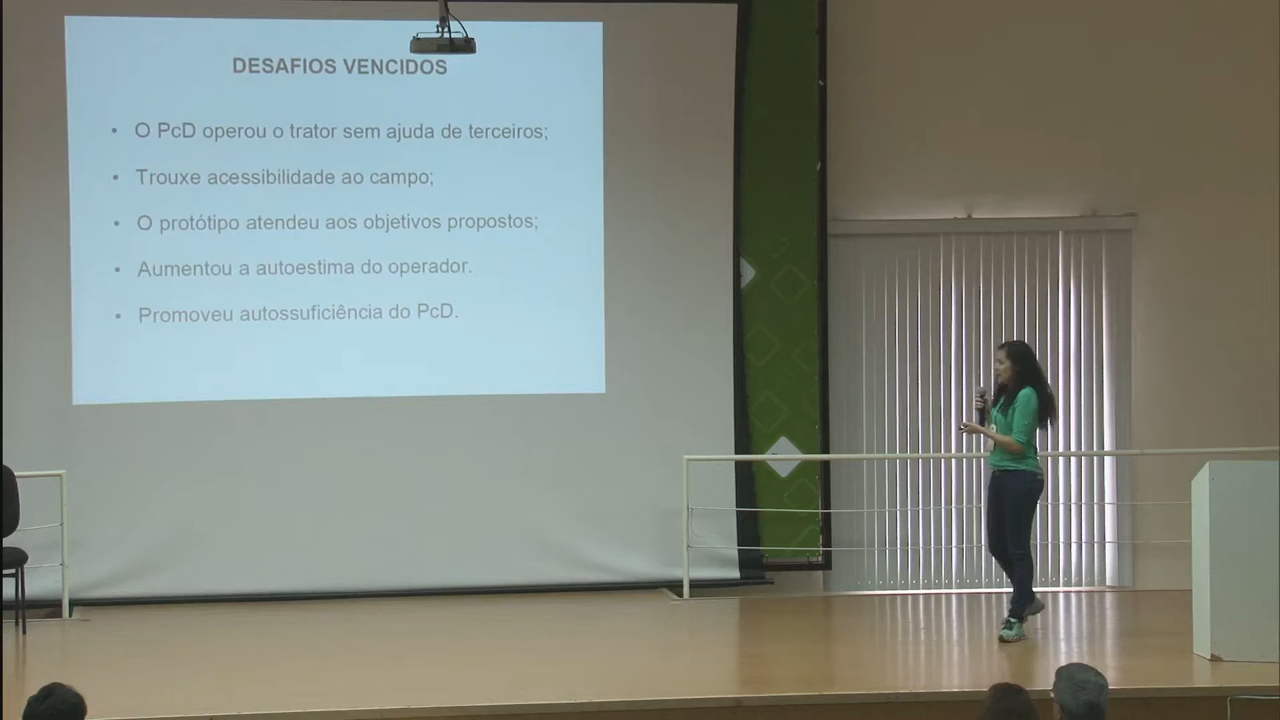 DESAFIOS VENCIDOS
• O PcD operou o trator sem ajuda de terceiros;
• Trouxe acessibilidade ao campo;
• O protótipo atendeu aos objetivos propostos;
• Aumentou a autoestima do operador.
• Promoveu autossuficiência do PcD.